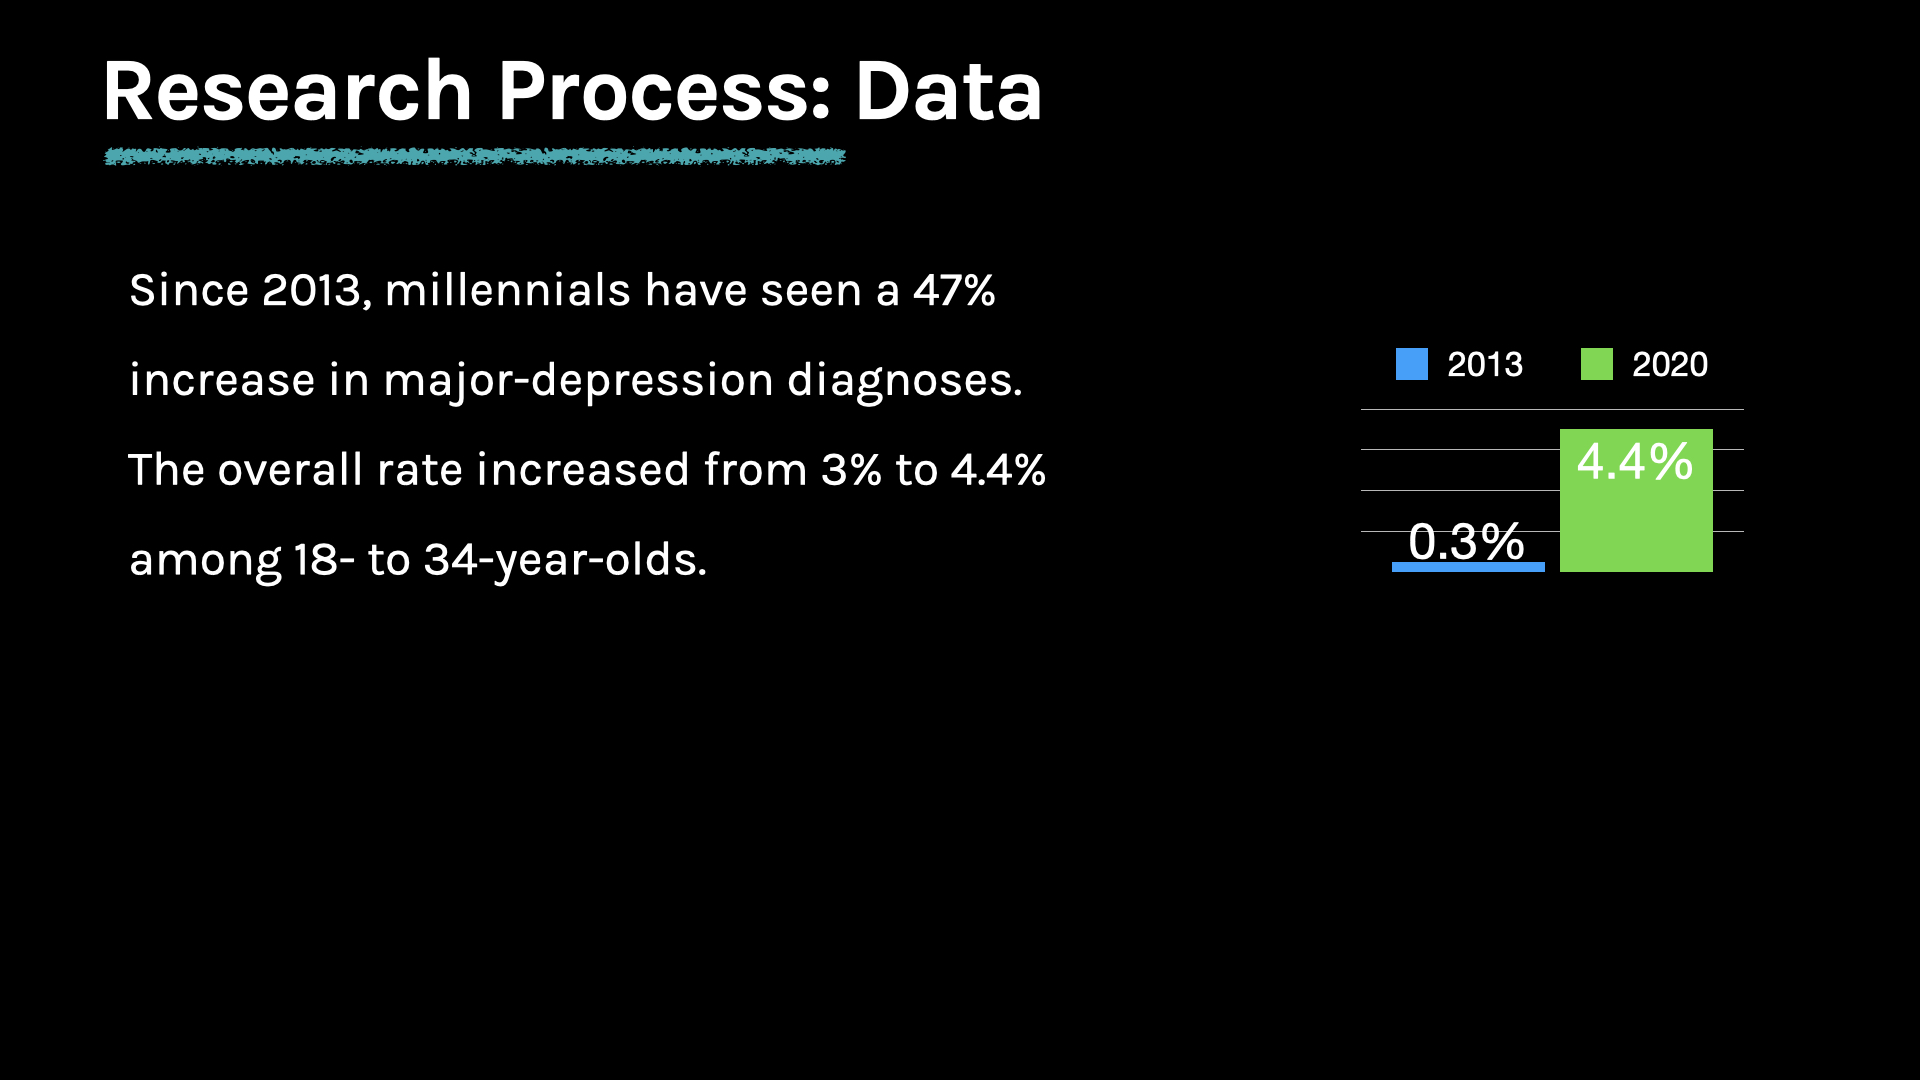 Research Process: Data
Since 2013, millennials have seen a 47%
increase in major-depression diagnoses.
The overall rate increased from 3% to 4.4%
among 18- to 34-year-olds.
2013 2020
4.4%
0.3%